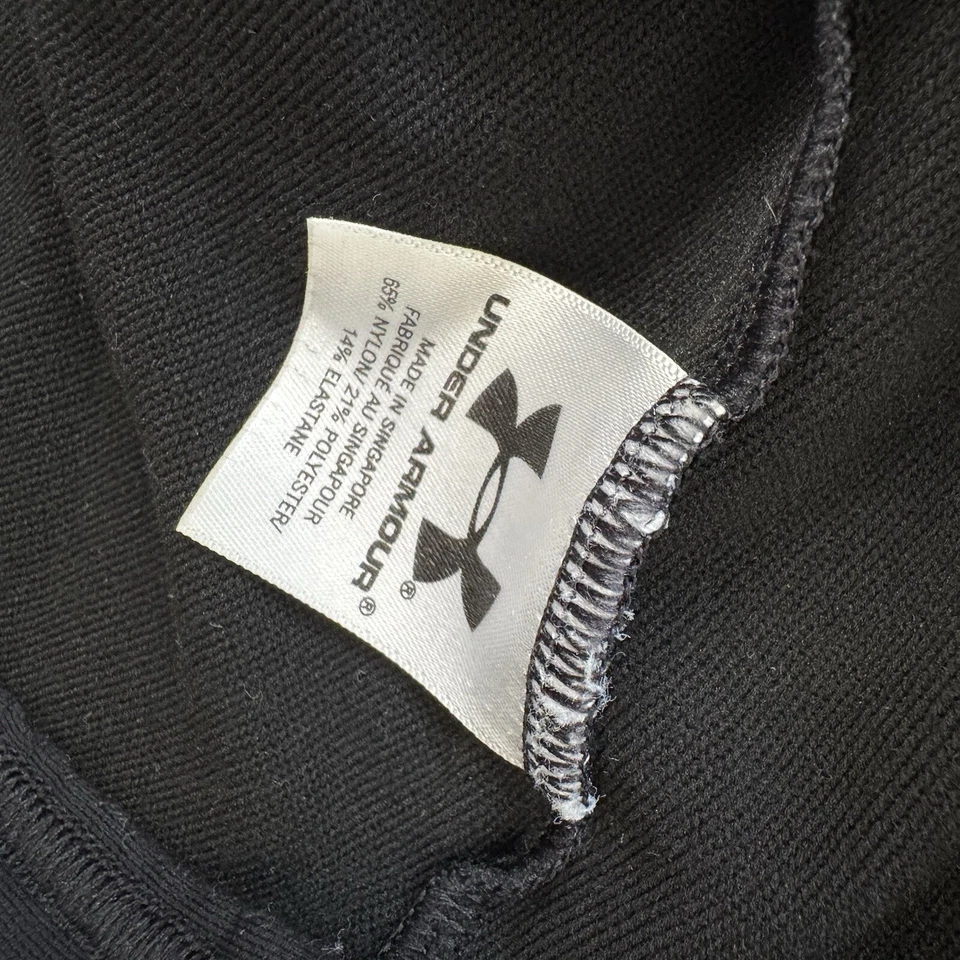 UNDER ARMOUR®
®
MADE IN SINGAPORE
FABRIQUE AU SINGAPOUR
65% NYLON/ 21% POLYESTER/
14% ELASTANE